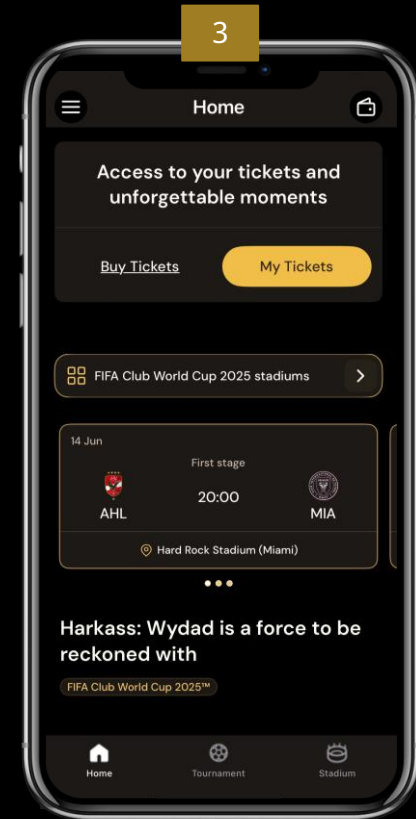 3
Home
Access to your tickets and
unforgettable moments
Buy Tickets
My Tickets
FIFA Club World Cup 2025 stadiums
14 Jun
First stage
20:00
AHL
MIA
Hard Rock Stadium (Miami)
Harkass: Wydad is a force to be
reckoned with
FIFA Club World Cup 2025™
Home
Tournament
Stadium